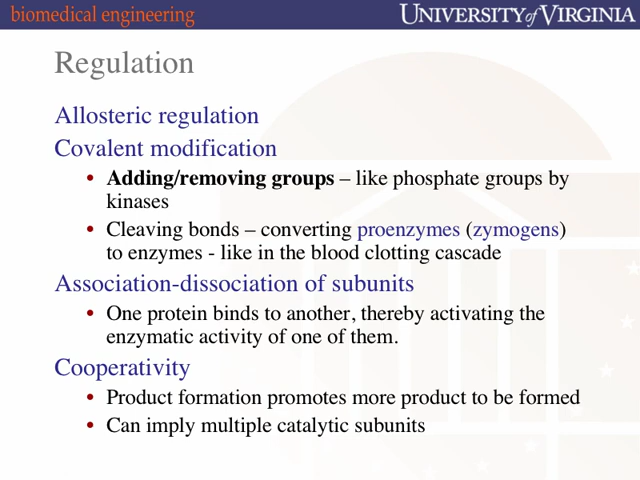 biomedical engineering
UNIVERSITY of VIRGINIA
Regulation
Allosteric regulation
Covalent modification
• Adding/removing groups – like phosphate groups by
kinases
• Cleaving bonds – converting proenzymes (zymogens)
to enzymes - like in the blood clotting cascade
Association-dissociation of subunits
• One protein binds to another, thereby activating the
enzymatic activity of one of them.
Cooperativity
• Product formation promotes more product to be formed
• Can imply multiple catalytic subunits